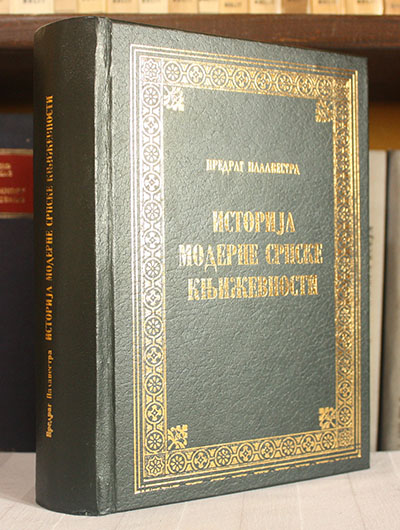 ПРЕДРАГ ПАЛАВЕСТРА
ИСТОРИЈА
МОДЕРНЕ СРПСКЕ
КЊИЖЕВНОСТИ
Предраг Палавестра ИСТОРИЈА МОДЕРНЕ СРПСКЕ КЊИЖЕВНОСТИ